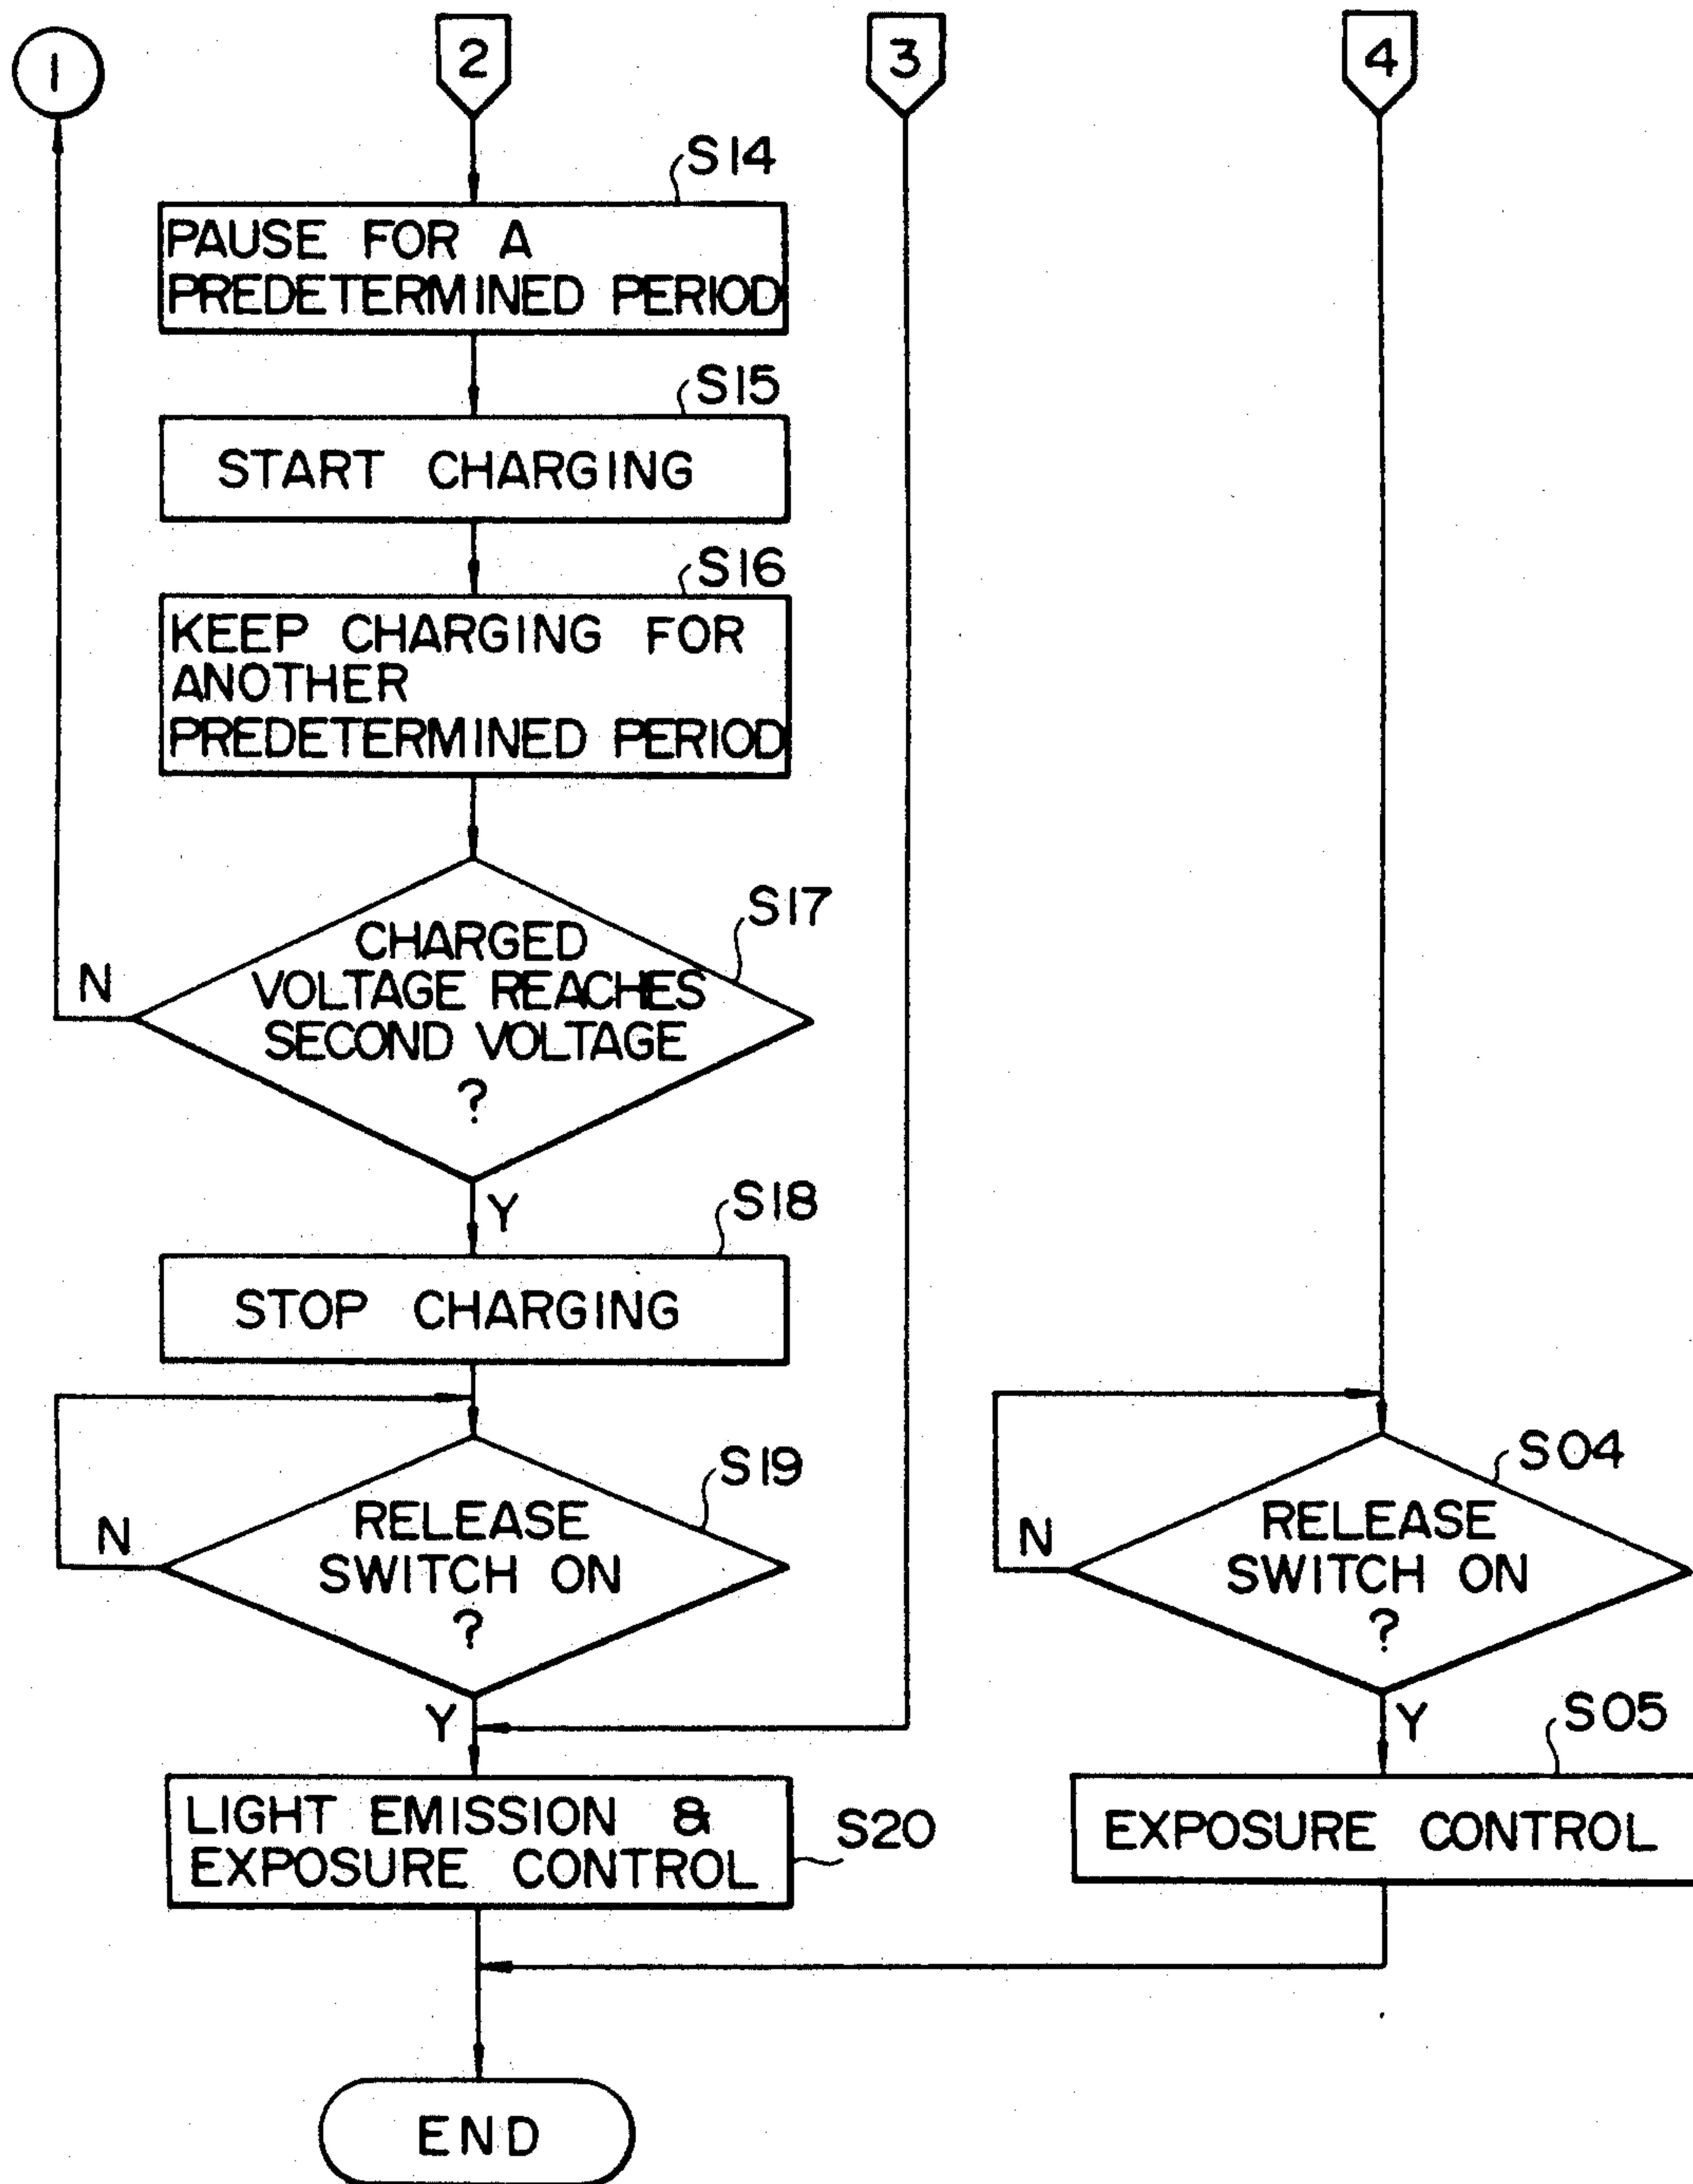 1
2
3
4
S14
PAUSE FOR A
PREDETERMINED PERIOD
S15
START CHARGING
S16
KEEP CHARGING FOR
ANOTHER
PREDETERMINED PERIOD
S17
CHARGED
VOLTAGE REACHES
SECOND VOLTAGE
?
N
Y
S18
STOP CHARGING
S19
RELEASE
SWITCH ON
?
N
Y
S04
RELEASE
SWITCH ON
?
N
Y
S20
LIGHT EMISSION &
EXPOSURE CONTROL
S05
EXPOSURE CONTROL
END